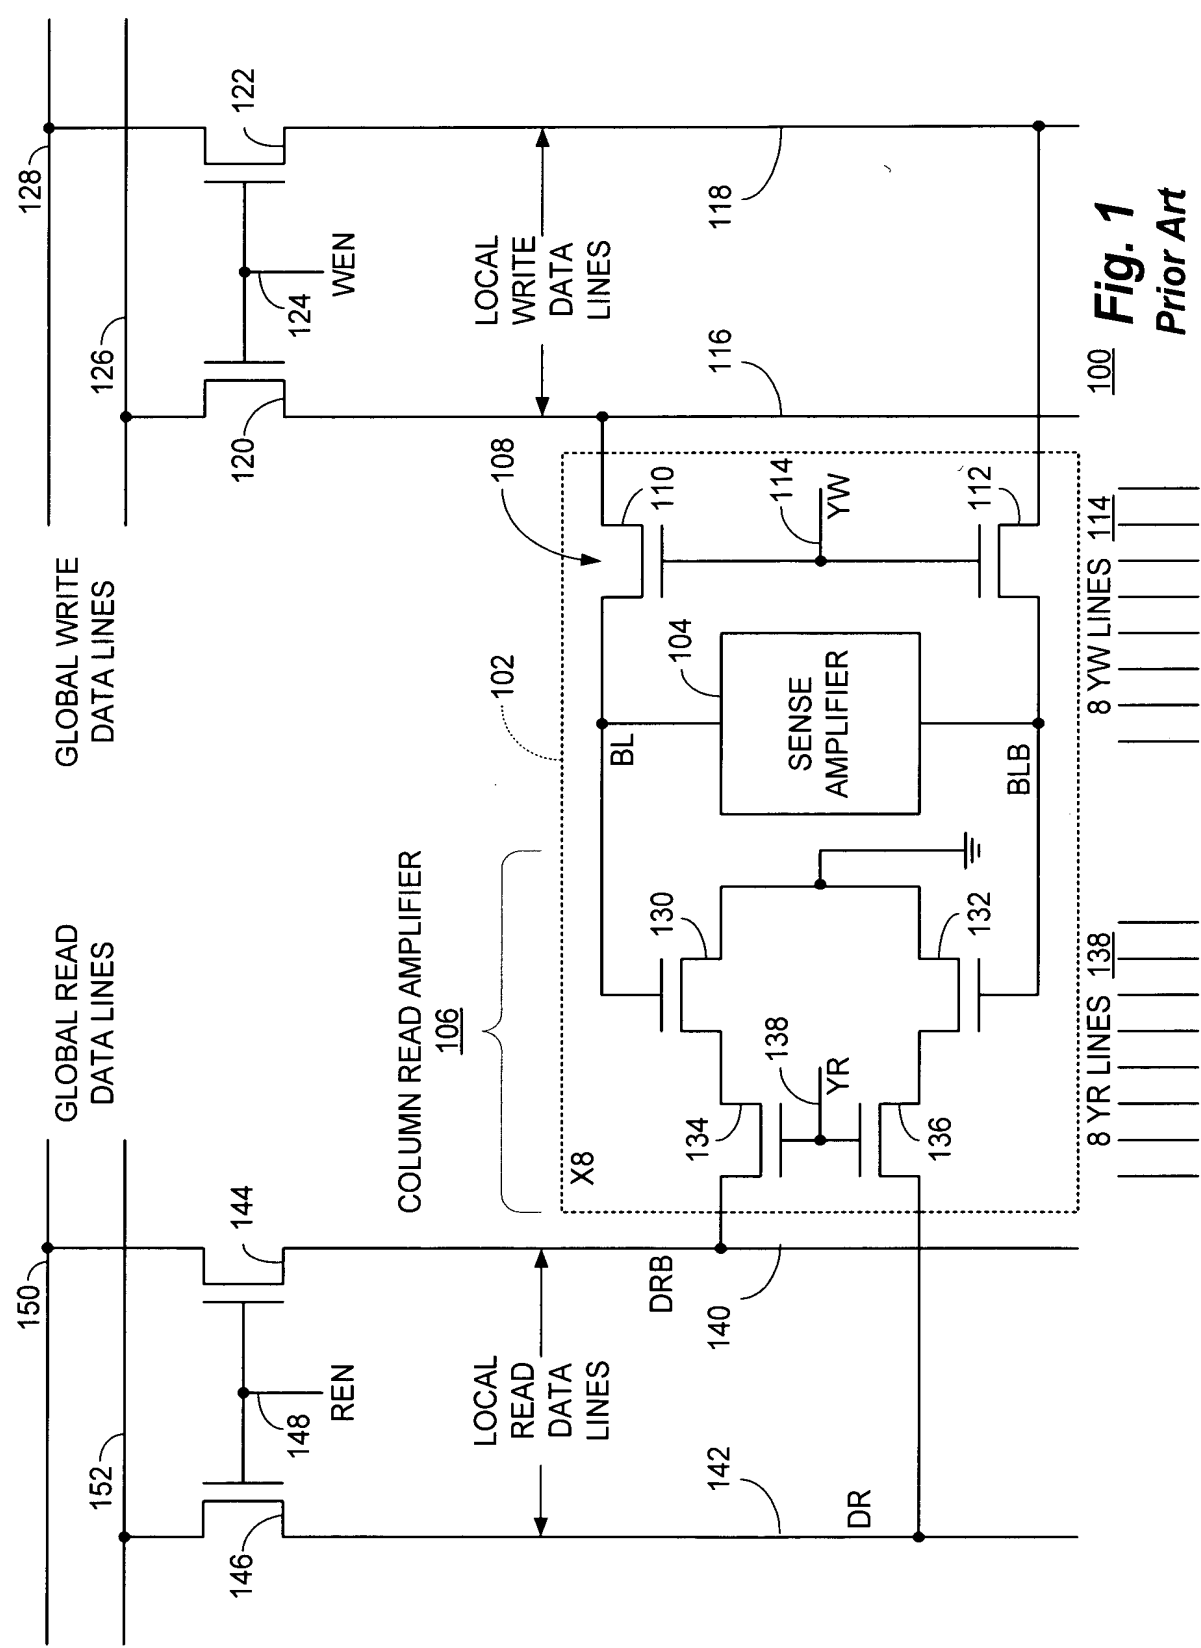 GLOBAL READ
DATA LINES
GLOBAL WRITE
DATA LINES
150
152
126
128
146
144
148
REN
120
122
124
WEN
COLUMN READ AMPLIFIER
106
102
108
LOCAL
READ
DATA
LINES
LOCAL
WRITE
DATA
LINES
X8
DRB
140
142
DR
BL
130
134
138
YR
136
132
104
SENSE
AMPLIFIER
BLB
110
114
YW
112
116
118
8 YR LINES 138
8 YW LINES 114
100
Fig. 1
Prior Art